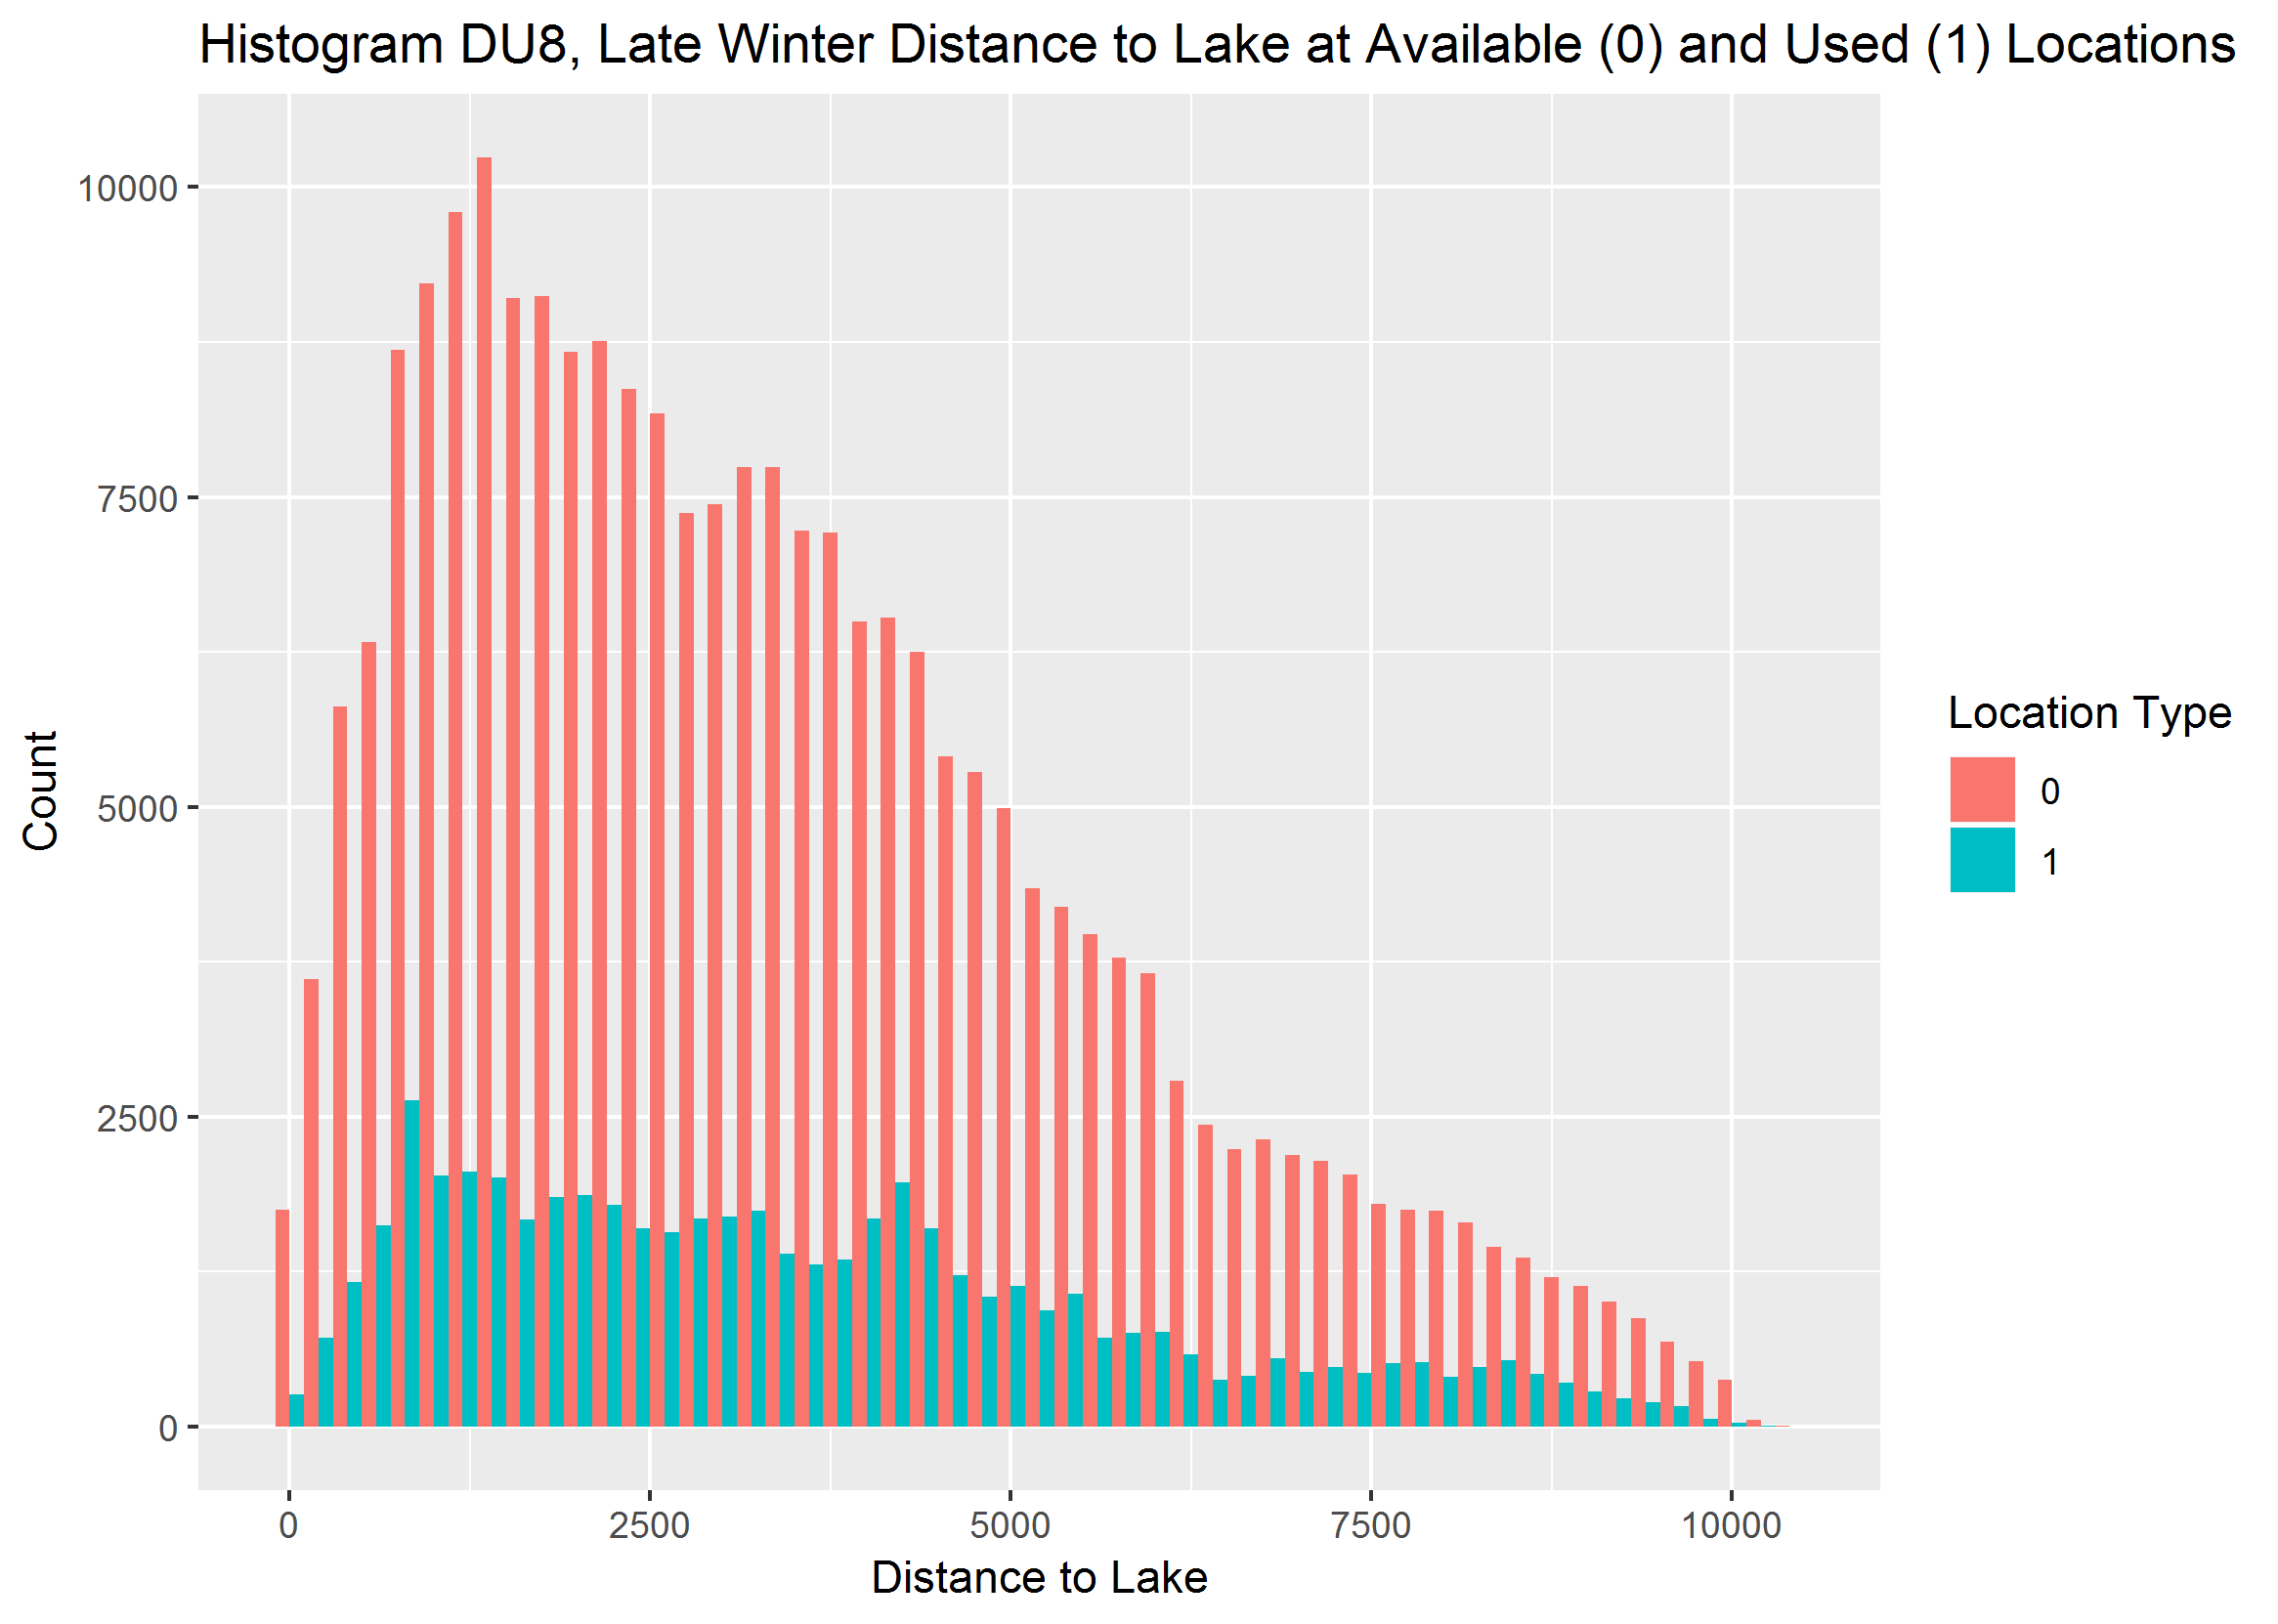 Histogram DU8, Late Winter Distance to Lake at Available (0) and Used (1) Locations
10000
7500
5000
2500
0
Count
0 2500 5000 7500 10000
Distance to Lake
Location Type
0
1